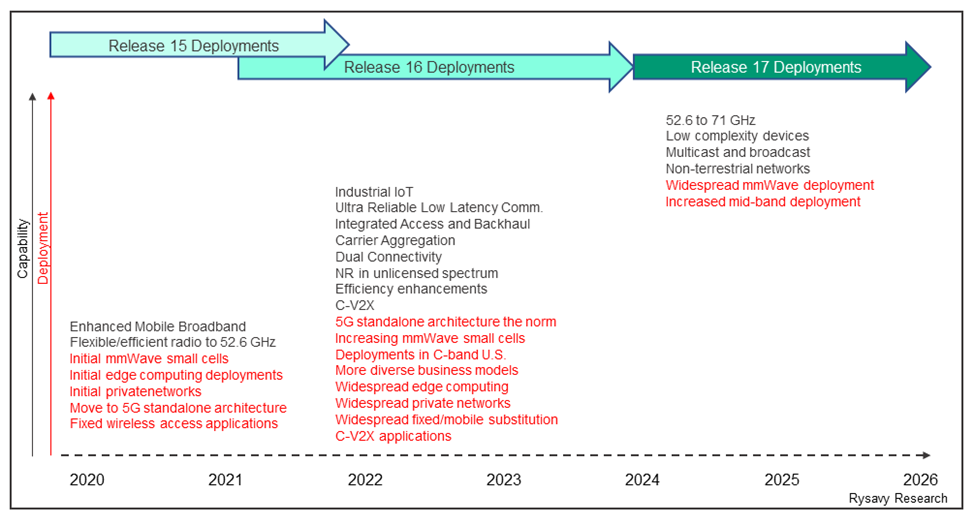 Release 15 Deployments
Release 16 Deployments
Release 17 Deployments
Capability
Deployment
Enhanced Mobile Broadband
Flexible/efficient radio to 52.6 GHz
Initial mmWave small cells
Initial edge computing deployments
Initial privatenetworks
Move to 5G standalone architecture
Fixed wireless access applications
Industrial IoT
Ultra Reliable Low Latency Comm.
Integrated Access and Backhaul
Carrier Aggregation
Dual Connectivity
NR in unlicensed spectrum
Efficiency enhancements
C-V2X
5G standalone architecture the norm
Increasing mmWave small cells
Deployments in C-band U.S.
More diverse business models
Widespread edge computing
Widespread private networks
Widespread fixed/mobile substitution
C-V2X applications
52.6 to 71 GHz
Low complexity devices
Multicast and broadcast
Non-terrestrial networks
Widespread mmWave deployment
Increased mid-band deployment
2020 2021 2022 2023 2024 2025 2026
Rysavy Research